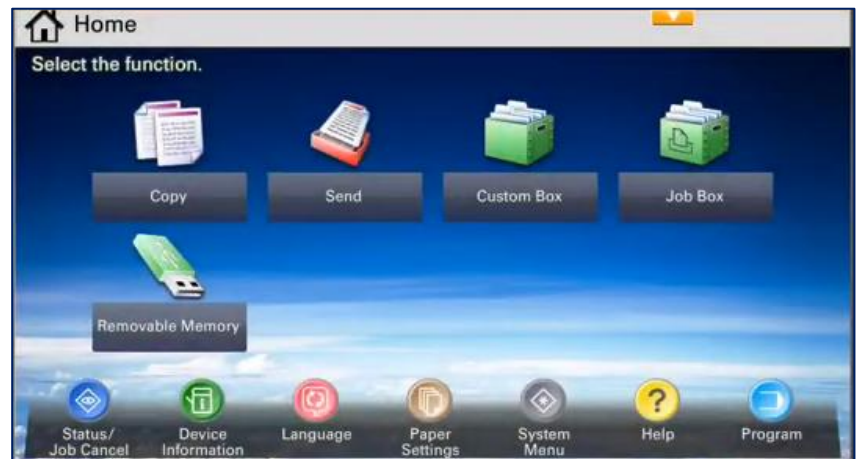 Home
Select the function.
Copy
Send
Custom Box
Job Box
Removable Memory
Status/
Job Cancel
Device
Information
Language
Paper
Settings
System
Menu
Help
Program